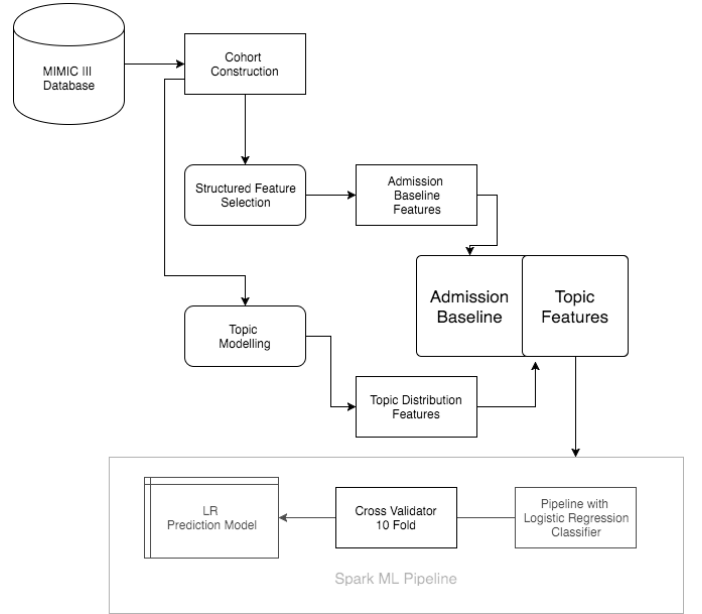 MIMIC III
Database
Cohort
Construction
Structured Feature
Selection
Admission
Baseline
Features
Admission
Baseline
Topic
Features
Topic
Modelling
Topic Distribution
Features
LR
Prediction Model
Cross Validator
10 Fold
Pipeline with
Logistic Regression
Classifier
Spark ML Pipeline